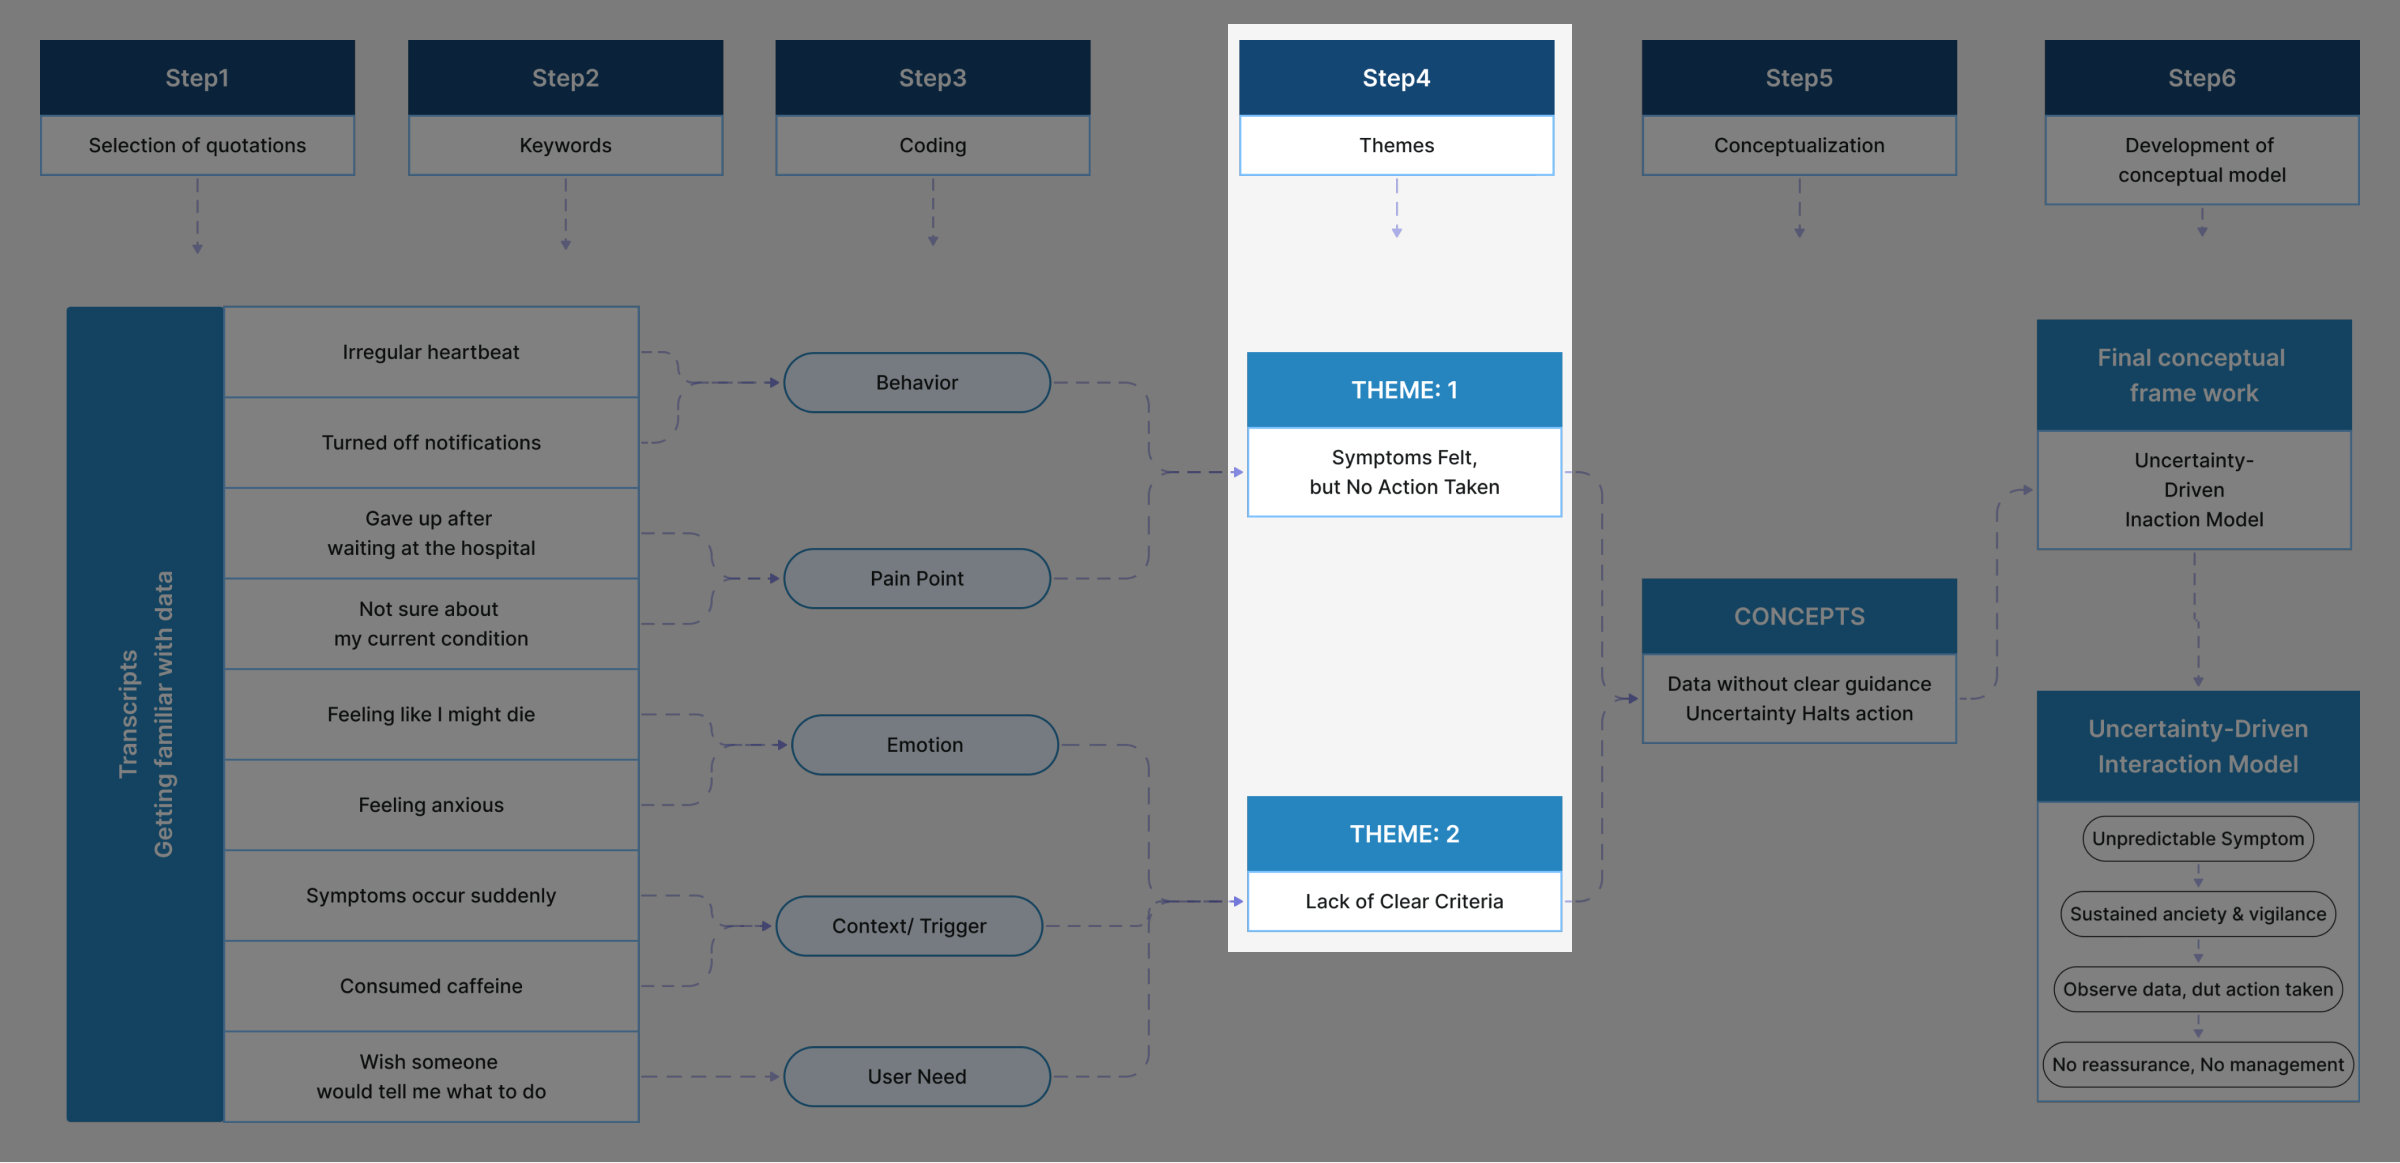 Step1
Selection of quotations
Step2
Keywords
Step3
Coding
Step4
Themes
Step5
Conceptualization
Step6
Development of
conceptual model
Transcripts
Getting familiar with data
Irregular heartbeat
Turned off notifications
Gave up after
waiting at the hospital
Not sure about
my current condition
Feeling like I might die
Feeling anxious
Symptoms occur suddenly
Consumed caffeine
Wish someone
would tell me what to do
Behavior
Pain Point
Emotion
Context/ Trigger
User Need
THEME: 1
Symptoms Felt,
but No Action Taken
THEME: 2
Lack of Clear Criteria
CONCEPTS
Data without clear guidance
Uncertainty Halts action
Final conceptual
frame work
Uncertainty-
Driven
Inaction Model
Uncertainty-Driven
Interaction Model
Unpredictable Symptom
Sustained anciety & vigilance
Observe data, dut action taken
No reassurance, No management